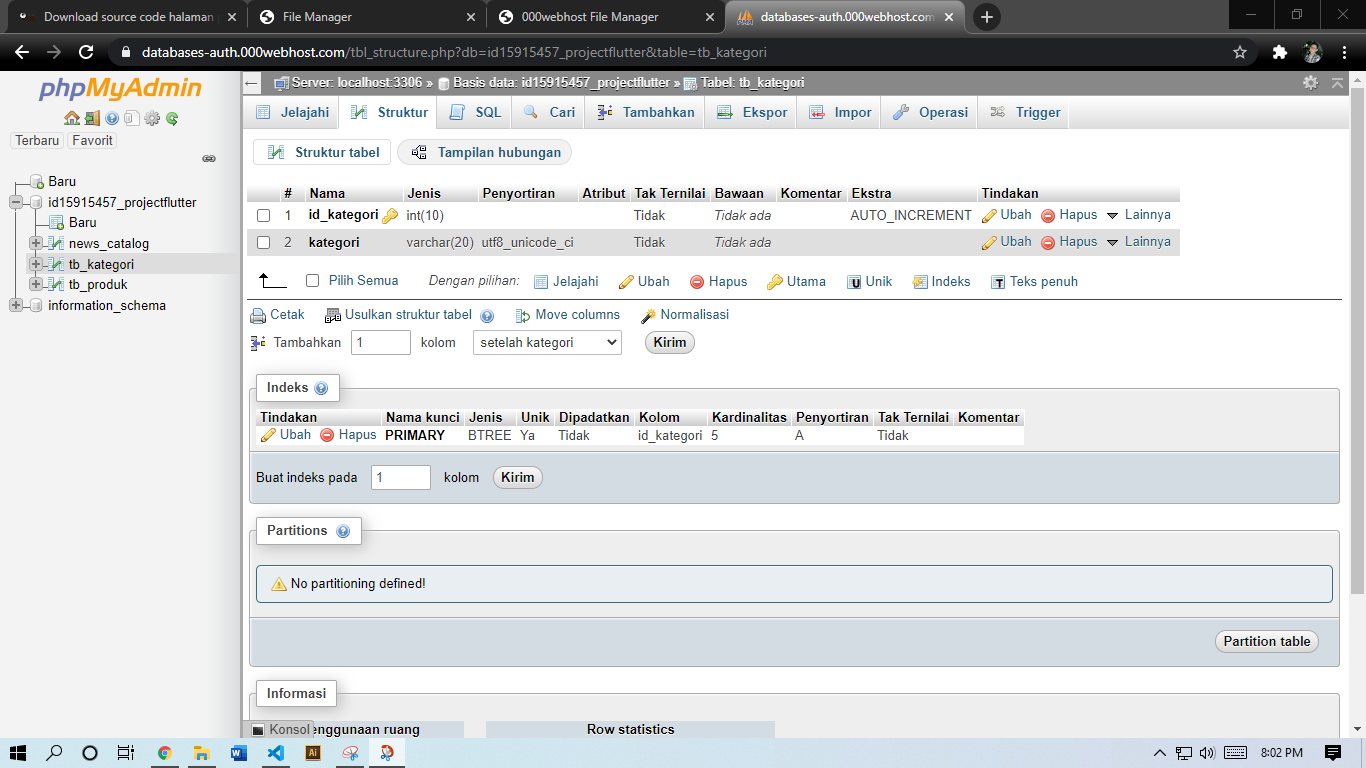 Download source code halaman
File Manager
000webhost File Manager
databases-auth.000webhost.com
databases-auth.000webhost.com/tbl_structure.php?db=id15915457_projectflutter&table=tb_kategori
phpMyAdmin
Terbaru Favorit
Baru
id15915457_projectflutter
Baru
news_catalog
tb_kategori
tb_produk
information_schema
Server: localhost:3306 » Basis data: id15915457_projectflutter » Tabel: tb_kategori
Jelajahi Struktur SQL Cari Tambahkan Ekspor Impor Operasi Trigger
Struktur tabel Tampilan hubungan
# Nama Jenis Penyortiran Atribut Tak Ternilai Bawaan Komentar Ekstra Tindakan
1 id_kategori int(10) Tidak Tidak ada AUTO_INCREMENT Ubah Hapus Lainnya
2 kategori varchar(20) utf8_unicode_ci Tidak Tidak ada Ubah Hapus Lainnya
Pilih Semua Dengan pilihan: Jelajahi Ubah Hapus Utama Unik Indeks Teks penuh
Cetak Usulkan struktur tabel Move columns Normalisasi
Tambahkan 1 kolom setelah kategori Kirim
Indeks
Tindakan Nama kunci Jenis Unik Dipadatkan Kolom Kardinalitas Penyortiran Tak Ternilai Komentar
Ubah Hapus PRIMARY BTREE Ya Tidak id_kategori 5 A Tidak
Buat indeks pada 1 kolom Kirim
Partitions
No partitioning defined!
Partition table
Informasi
Konsol enggunaan ruang Row statistics
8:02 PM